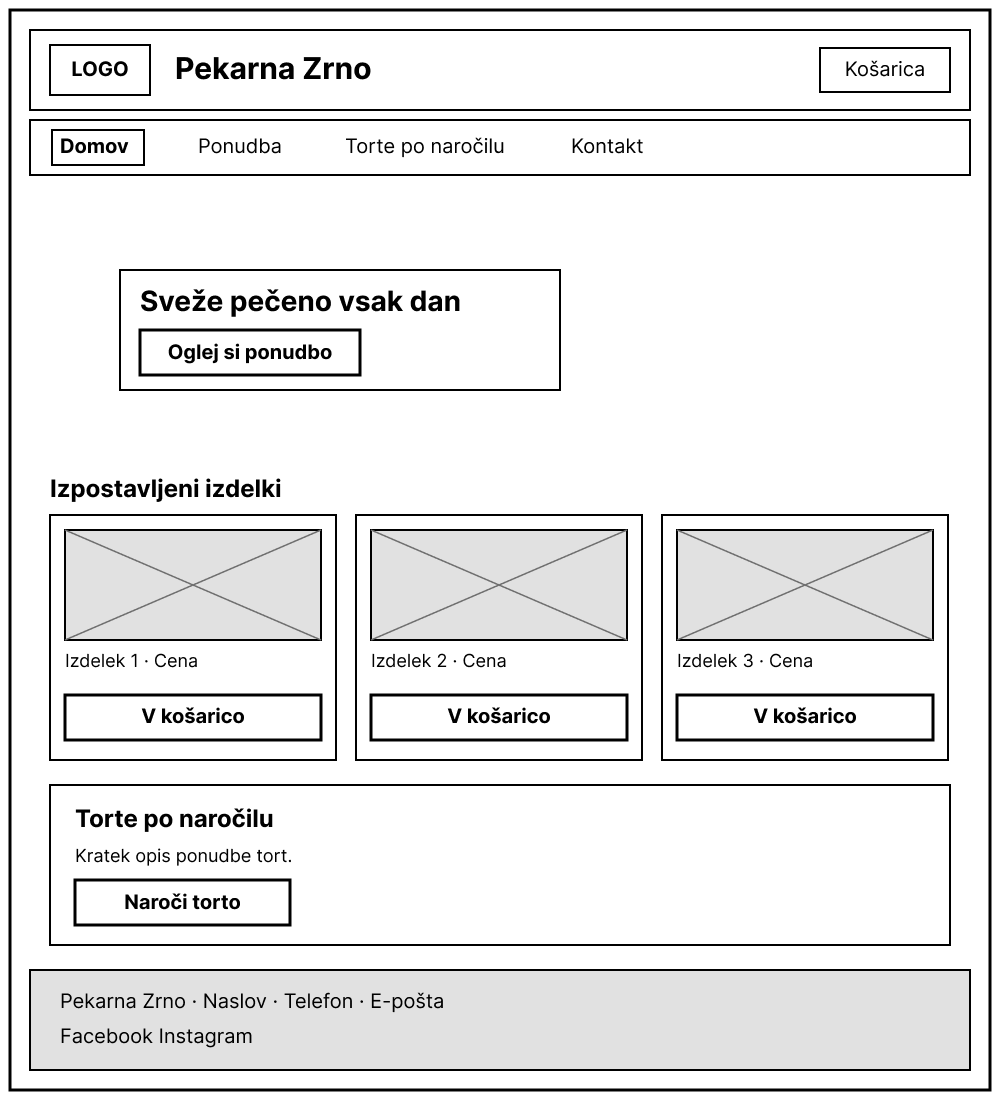 LOGO
Pekarna Zrno
Košarica
Domov
Ponudba
Torte po naročilu
Kontakt
Sveže pečeno vsak dan
Oglej si ponudbo
Izpostavljeni izdelki
Izdelek 1 · Cena
V košarico
Izdelek 2 · Cena
V košarico
Izdelek 3 · Cena
V košarico
Torte po naročilu
Kratek opis ponudbe tort.
Naroči torto
Pekarna Zrno · Naslov · Telefon · E-pošta
Facebook Instagram